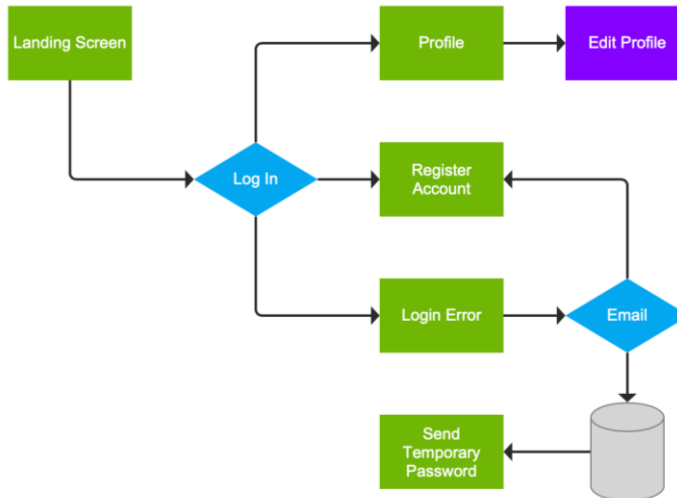 Landing Screen
Profile
Edit Profile
Log In
Register
Account
Login Error
Email
Send
Temporary
Password